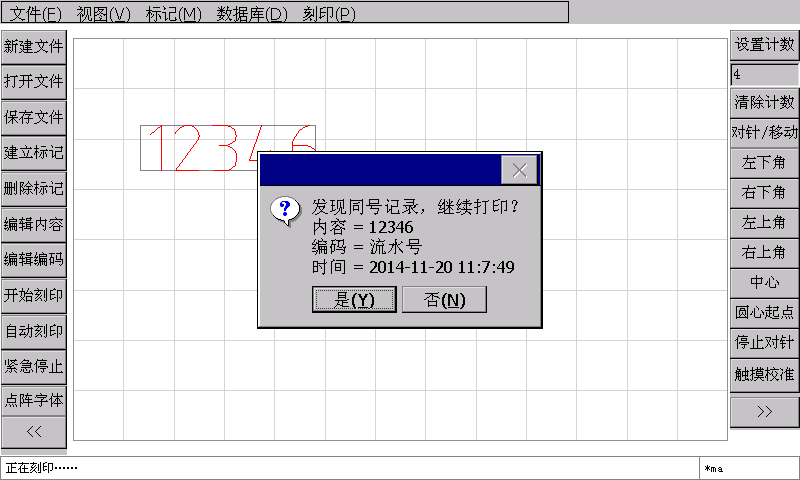 文件(F) 视图(V) 标记(M) 数据库(D) 刻印(P)
新建文件
打开文件
保存文件
建立标记
删除标记
编辑内容
编辑编码
开始刻印
自动刻印
紧急停止
点阵字体
<<
12346
发现同号记录，继续打印?
内容 = 12346
编码 = 流水号
时间 = 2014-11-20 11:7:49
是(Y) 否(N)
设置计数
4
清除计数
对针/移动
左下角
右下角
左上角
右上角
中心
圆心起点
停止对针
触摸校准
>>
正在刻印······
*ma